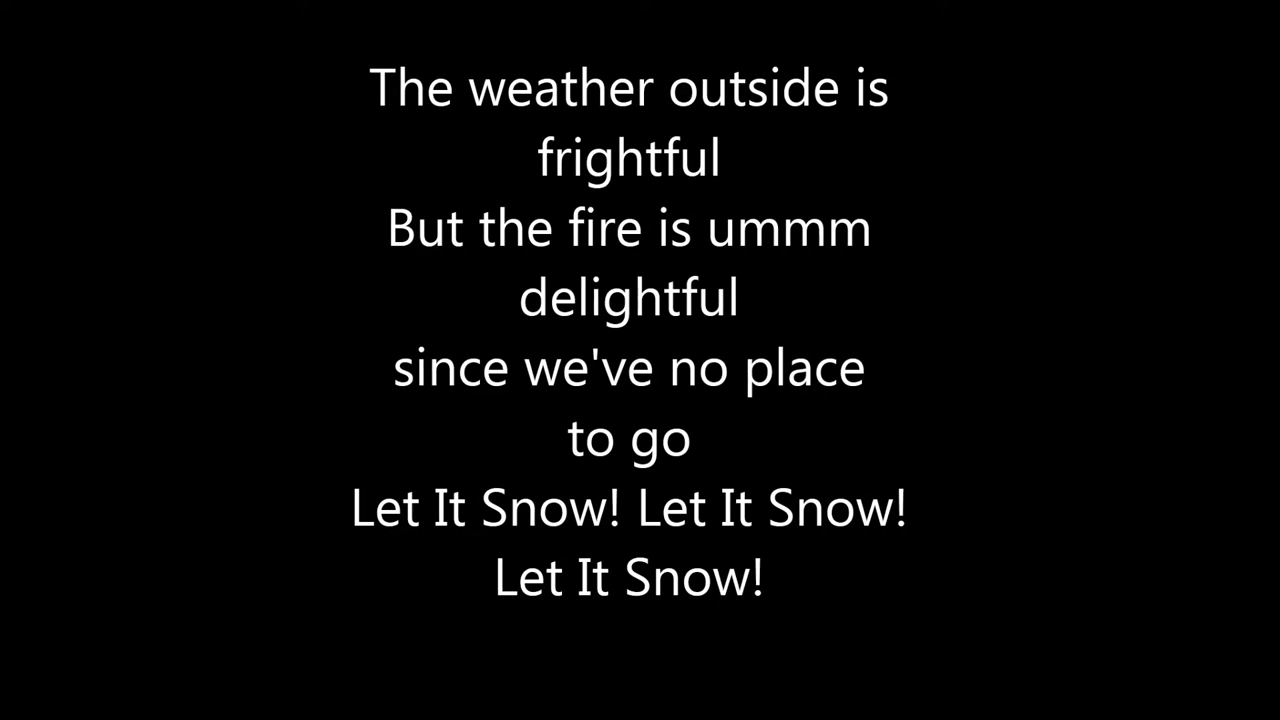 The weather outside is
frightful
But the fire is ummm
delightful
since we've no place
to go
Let It Snow! Let It Snow!
Let It Snow!